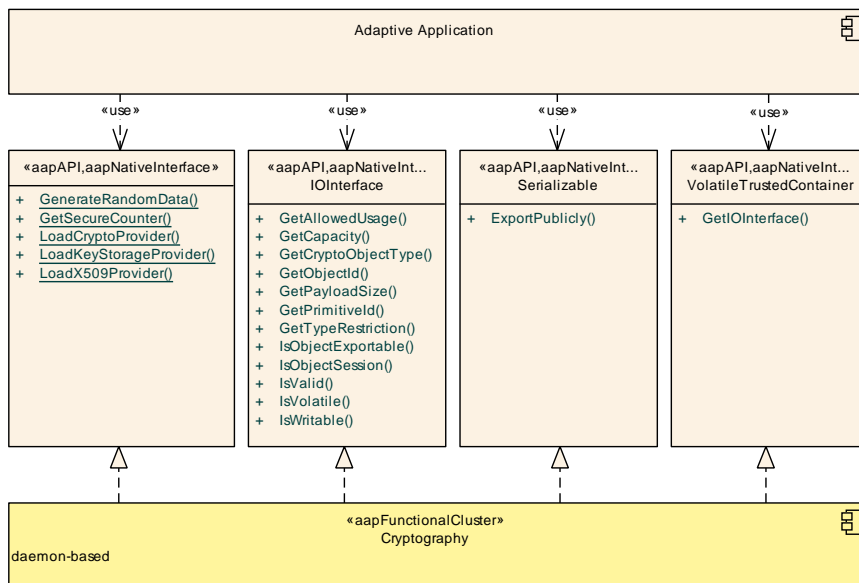 Adaptive Application
«use» «use» «use» «use»
«aapAPI,aapNativeInterface»
+ GenerateRandomData()
+ GetSecureCounter()
+ LoadCryptoProvider()
+ LoadKeyStorageProvider()
+ LoadX509Provider()
«aapAPI,aapNativeInt...
IOInterface
+ GetAllowedUsage()
+ GetCapacity()
+ GetCryptoObjectType()
+ GetObjectId()
+ GetPayloadSize()
+ GetPrimitiveId()
+ GetTypeRestriction()
+ IsObjectExportable()
+ IsObjectSession()
+ IsValid()
+ IsVolatile()
+ IsWritable()
«aapAPI,aapNativeInt...
Serializable
+ ExportPublicly()
«aapAPI,aapNativeInt...
VolatileTrustedContainer
+ GetIOInterface()
«aapFunctionalCluster»
Cryptography
daemon-based